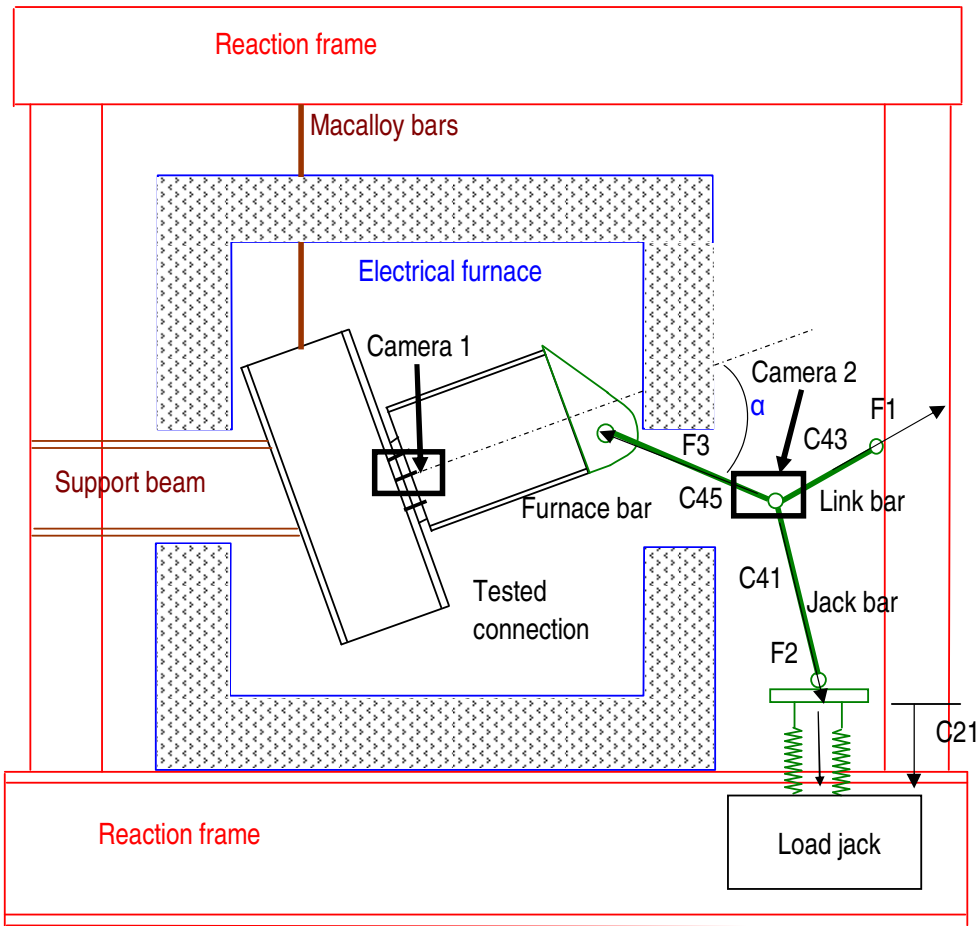 Reaction frame
Macalloy bars
Electrical furnace
Camera 1
Camera 2
α
F1
C43
F3
Support beam
C45
Link bar
Furnace bar
C41
Tested
connection
Jack bar
F2
C21
Reaction frame
Load jack